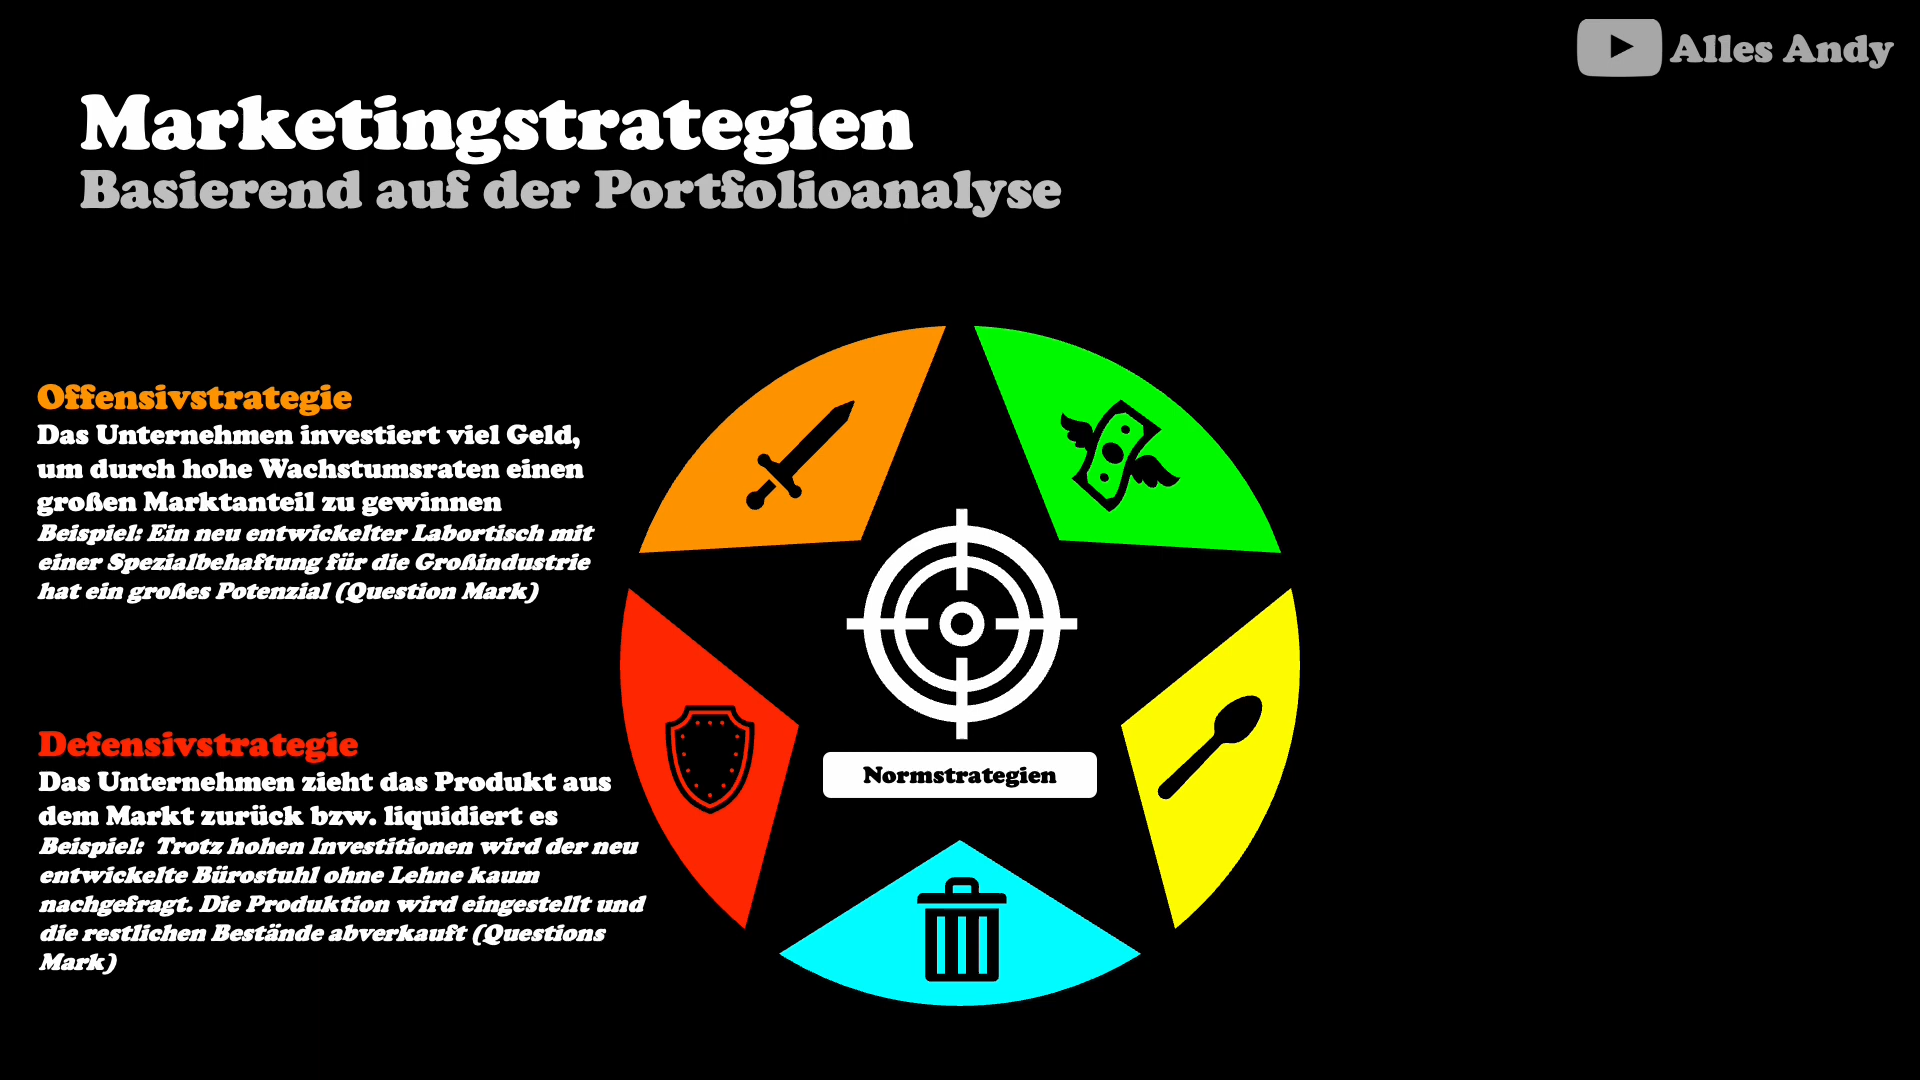 Alles Andy
Marketingstrategien
Basierend auf der Portfolioanalyse
Offensivstrategie
Das Unternehmen investiert viel Geld,
um durch hohe Wachstumsraten einen
großen Marktanteil zu gewinnen
Beispiel: Ein neu entwickelter Labortisch mit
einer Spezialbehaftung für die Großindustrie
hat ein großes Potenzial (Question Mark)
Defensivstrategie
Das Unternehmen zieht das Produkt aus
dem Markt zurück bzw. liquidiert es
Beispiel: Trotz hohen Investitionen wird der neu
entwickelte Bürostuhl ohne Lehne kaum
nachgefragt. Die Produktion wird eingestellt und
die restlichen Bestände abverkauft (Questions
Mark)
Normstrategien